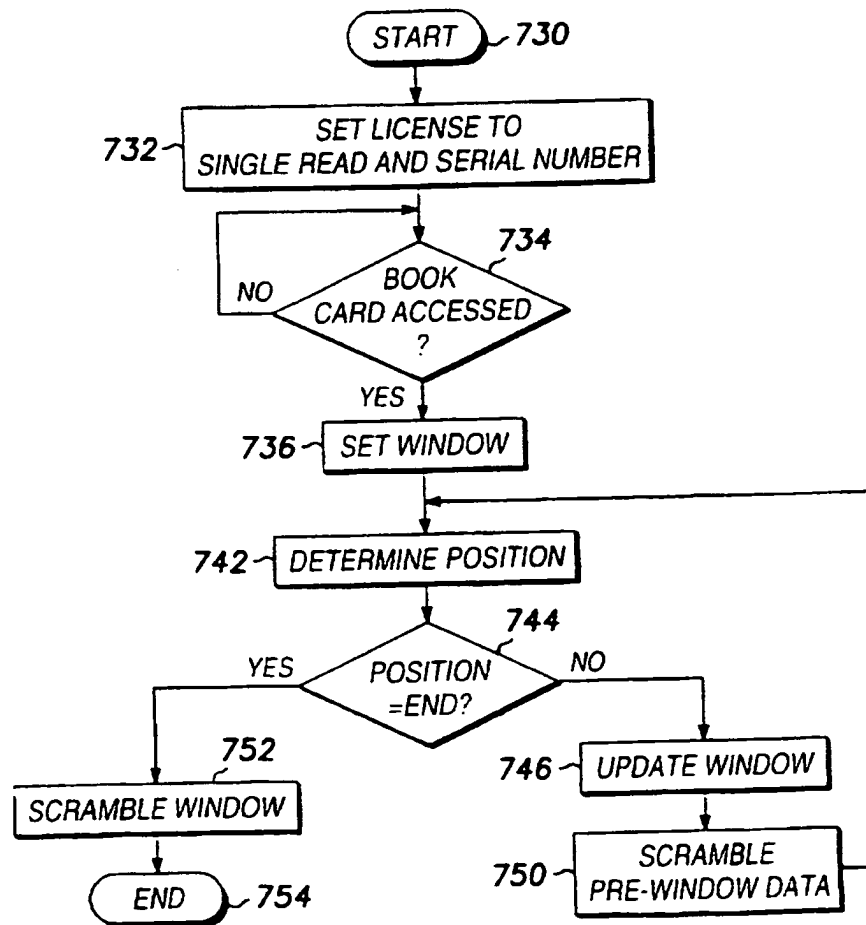 START
730
732
SET LICENSE TO
SINGLE READ AND SERIAL NUMBER
734
BOOK
CARD ACCESSED
?
NO
YES
736
SET WINDOW
742
DETERMINE POSITION
744
YES
POSITION
=END?
NO
752
SCRAMBLE WINDOW
746
UPDATE WINDOW
750
SCRAMBLE
PRE-WINDOW DATA
END
754